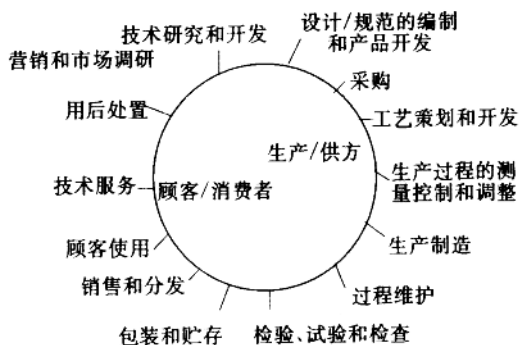 技术研究和开发
设计/规范的编制
和产品开发
营销和市场调研
采购
用后处置
工艺策划和开发
生产/供方
生产过程的测
量控制和调整
技术服务
顾客/消费者
顾客使用
生产制造
销售和分发
过程维护
包装和贮存
检验、试验和检查